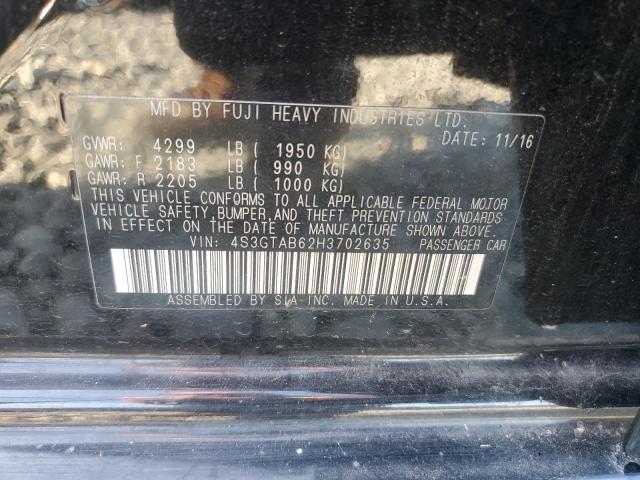 MFD BY FUJI HEAVY INDUSTRIES LTD.
DATE: 11/16
GVWR: 4299 LB ( 1950 KG)
GAWR: F 2183 LB ( 990 KG)
GAWR: R 2205 LB ( 1000 KG)
THIS VEHICLE CONFORMS TO ALL APPLICABLE FEDERAL MOTOR
VEHICLE SAFETY, BUMPER, AND THEFT PREVENTION STANDARDS
IN EFFECT ON THE DATE OF MANUFACTURE SHOWN ABOVE.
VIN: 4S3GTAB62H3702635 PASSENGER CAR
ASSEMBLED BY SIA-INC. MADE IN U.S.A.